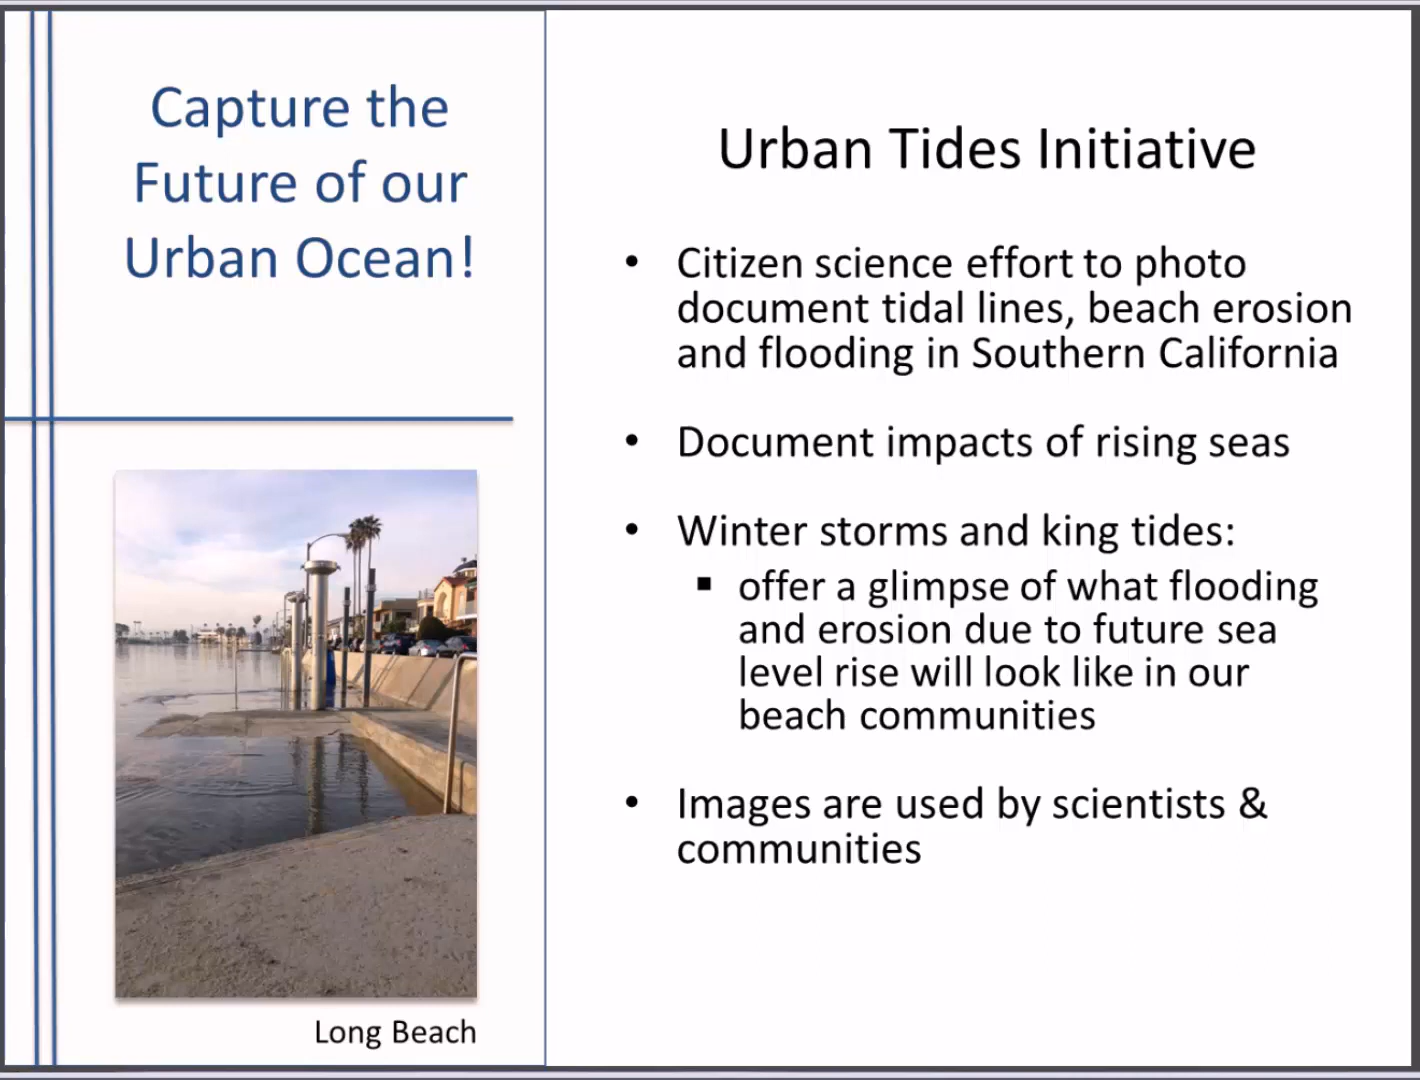 Capture the
Future of our
Urban Ocean!
Long Beach
Urban Tides Initiative
• Citizen science effort to photo
document tidal lines, beach erosion
and flooding in Southern California
• Document impacts of rising seas
• Winter storms and king tides:
▪ offer a glimpse of what flooding
and erosion due to future sea
level rise will look like in our
beach communities
• Images are used by scientists &
communities